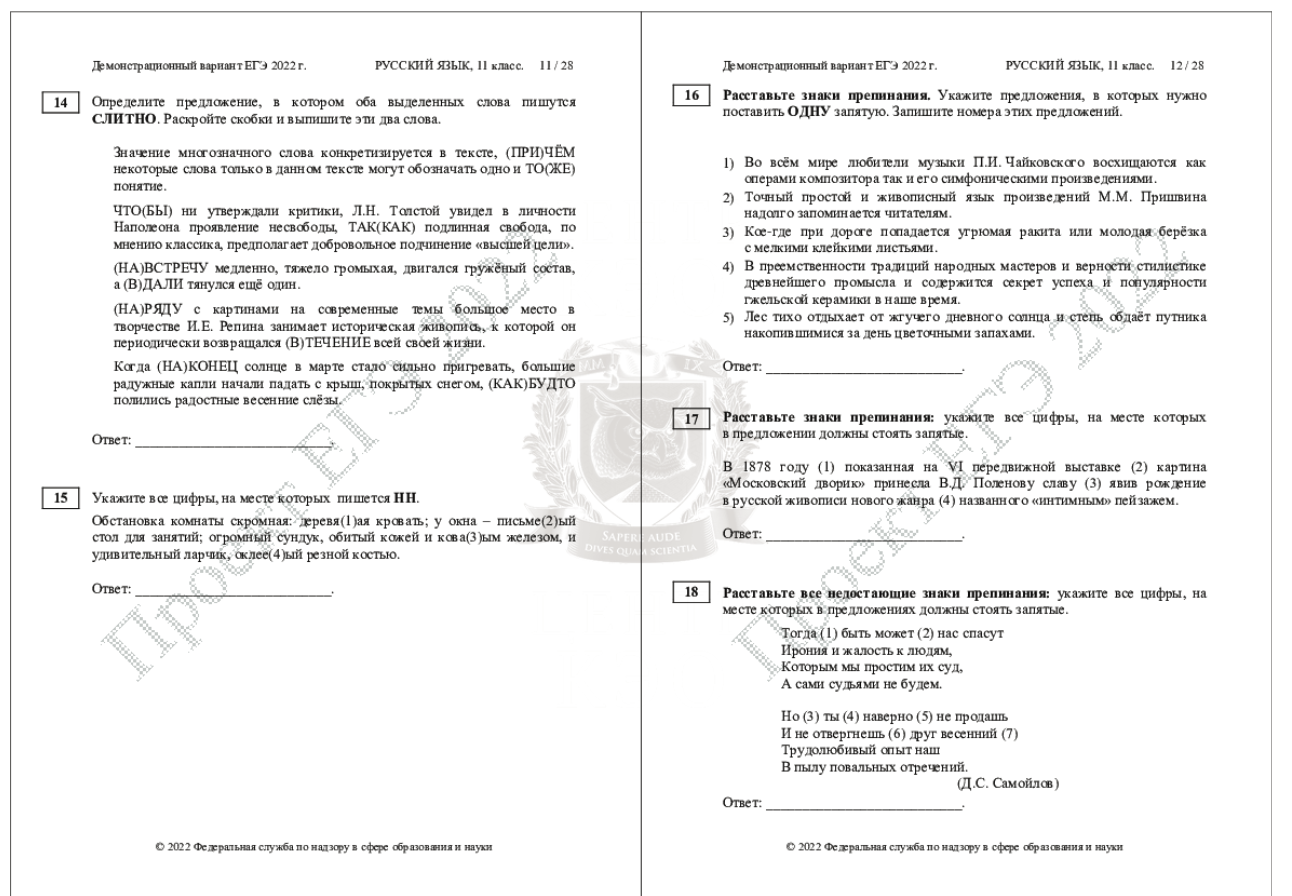 Демонстрационный вариант ЕГЭ 2022 г. РУССКИЙ ЯЗЫК, 11 класс. 11 / 28
14 Определите предложение, в котором оба выделенных слова пишутся
СЛИТНО. Раскройте скобки и выпишите эти два слова.
Значение многозначного слова конкретизируется в тексте, (ПРИ)ЧЁМ
некоторые слова только в данном тексте могут обозначать одно и ТО(ЖЕ)
понятие.
ЧТО(БЫ) ни утверждали критики, Л.Н. Толстой увидел в личности
Наполеона проявление несвободы, ТАК(КАК) подлинная свобода, по
мнению классика, предполагает добровольное подчинение «высшей цели».
(НА)ВСТРЕЧУ медленно, тяжело громыхая, двигался гружёный состав,
а (В)ДАЛИ тянулся ещё один.
(НА)РЯДУ с картинами на современные темы большое место в
творчестве И.Е. Репина занимает историческая живопись, к которой он
периодически возвращался (В)ТЕЧЕНИЕ всей своей жизни.
Когда (НА)КОНЕЦ солнце в марте стало сильно пригревать, большие
радужные капли начали падать с крыш, покрытых снегом, (КАК)БУДТО
полились радостные весенние слёзы.
Ответ: ___________________________.
15 Укажите все цифры, на месте которых пишется НН.
Обстановка комнаты скромная: деревя(1)ая кровать; у окна – письме(2)ый
стол для занятий; огромный сундук, обитый кожей и кова(3)ым железом, и
удивительный ларчик, оклее(4)ый резной костью.
Ответ: ___________________________.
© 2022 Федеральная служба по надзору в сфере образования и науки
Демонстрационный вариант ЕГЭ 2022 г. РУССКИЙ ЯЗЫК, 11 класс. 12 / 28
16 Расставьте знаки препинания. Укажите предложения, в которых нужно
поставить ОДНУ запятую. Запишите номера этих предложений.
1) Во всём мире любители музыки П.И. Чайковского восхищаются как
операми композитора так и его симфоническими произведениями.
2) Точный простой и живописный язык произведений М.М. Пришвина
надолго запоминается читателям.
3) Кое-где при дороге попадается угрюмая ракита или молодая берёзка
с мелкими клейкими листьями.
4) В преемственности традиций народных мастеров и верности стилистике
древнейшего промысла и содержится секрет успеха и популярности
гжельской керамики в наше время.
5) Лес тихо отдыхает от жгучего дневного солнца и степь обдаёт путника
накопившимися за день цветочными запахами.
Ответ: ___________________________.
17 Расставьте знаки препинания: укажите все цифры, на месте которых
в предложении должны стоять запятые.
В 1878 году (1) показанная на VI передвижной выставке (2) картина
«Московский дворик» принесла В.Д. Поленову славу (3) явив рождение
в русской живописи нового жанра (4) названного «интимным» пейзажем.
Ответ: ___________________________.
18 Расставьте все недостающие знаки препинания: укажите все цифры, на
месте которых в предложениях должны стоять запятые.
Тогда (1) быть может (2) нас спасут
Ирония и жалость к людям,
Которым мы простим их суд,
А сами судьями не будем.
Но (3) ты (4) наверно (5) не продашь
И не отвергнешь (6) друг весенний (7)
Трудолюбивый опыт наш
В пылу повальных отречений.
(Д.С. Самойлов)
Ответ: ___________________________.
© 2022 Федеральная служба по надзору в сфере образования и науки
Проект ЕГЭ 2022
Проект ЕГЭ 2022
SAPERE AUDE
DIVES QUAM SCIENTIA